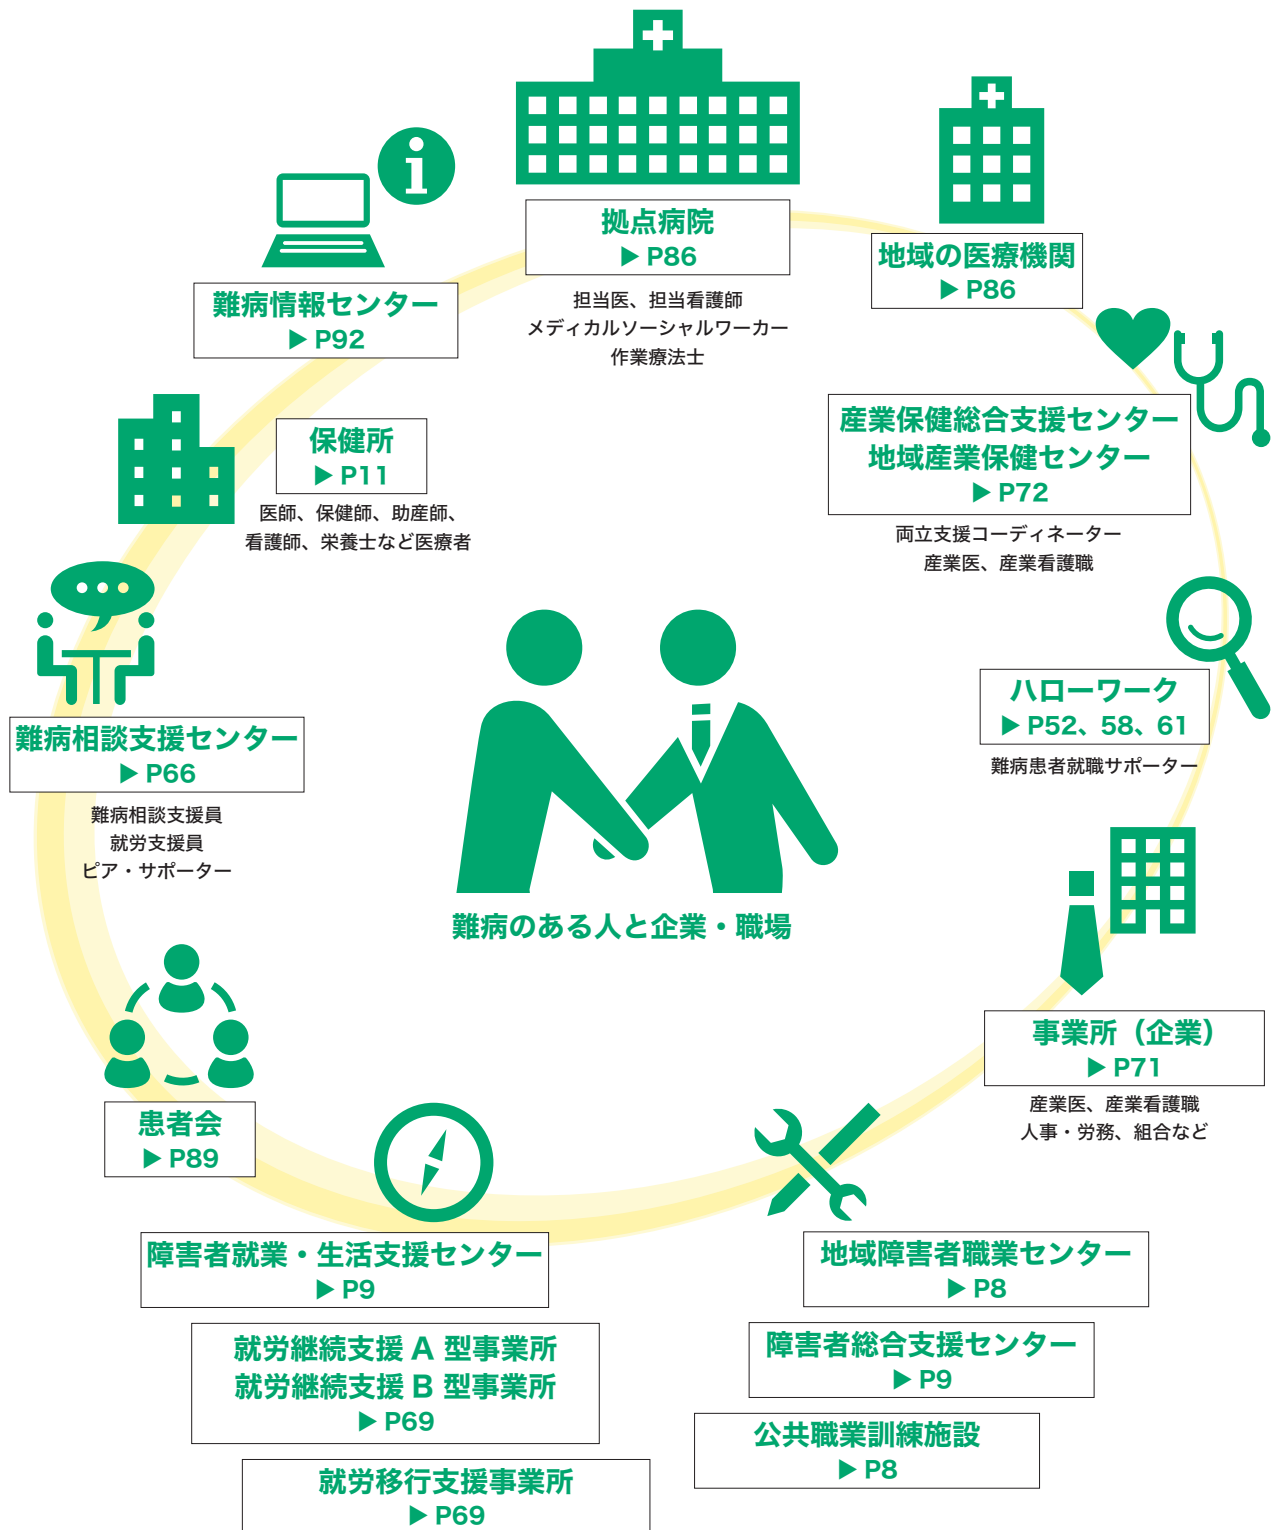 拠点病院
▶ P86
担当医、担当看護師
メディカルソーシャルワーカー
作業療法士
地域の医療機関
▶ P86
産業保健総合支援センター
地域産業保健センター
▶ P72
両立支援コーディネーター
産業医、産業看護職
ハローワーク
▶ P52、58、61
難病患者就職サポーター
事業所（企業）
▶ P71
産業医、産業看護職
人事・労務、組合など
地域障害者職業センター
▶ P8
障害者総合支援センター
▶ P9
公共職業訓練施設
▶ P8
障害者就業・生活支援センター
▶ P9
就労継続支援 A 型事業所
就労継続支援 B 型事業所
▶ P69
就労移行支援事業所
▶ P69
患者会
▶ P89
難病相談支援センター
▶ P66
難病相談支援員
就労支援員
ピア・サポーター
保健所
▶ P11
医師、保健師、助産師、
看護師、栄養士など医療者
難病情報センター
▶ P92
難病のある人と企業・職場